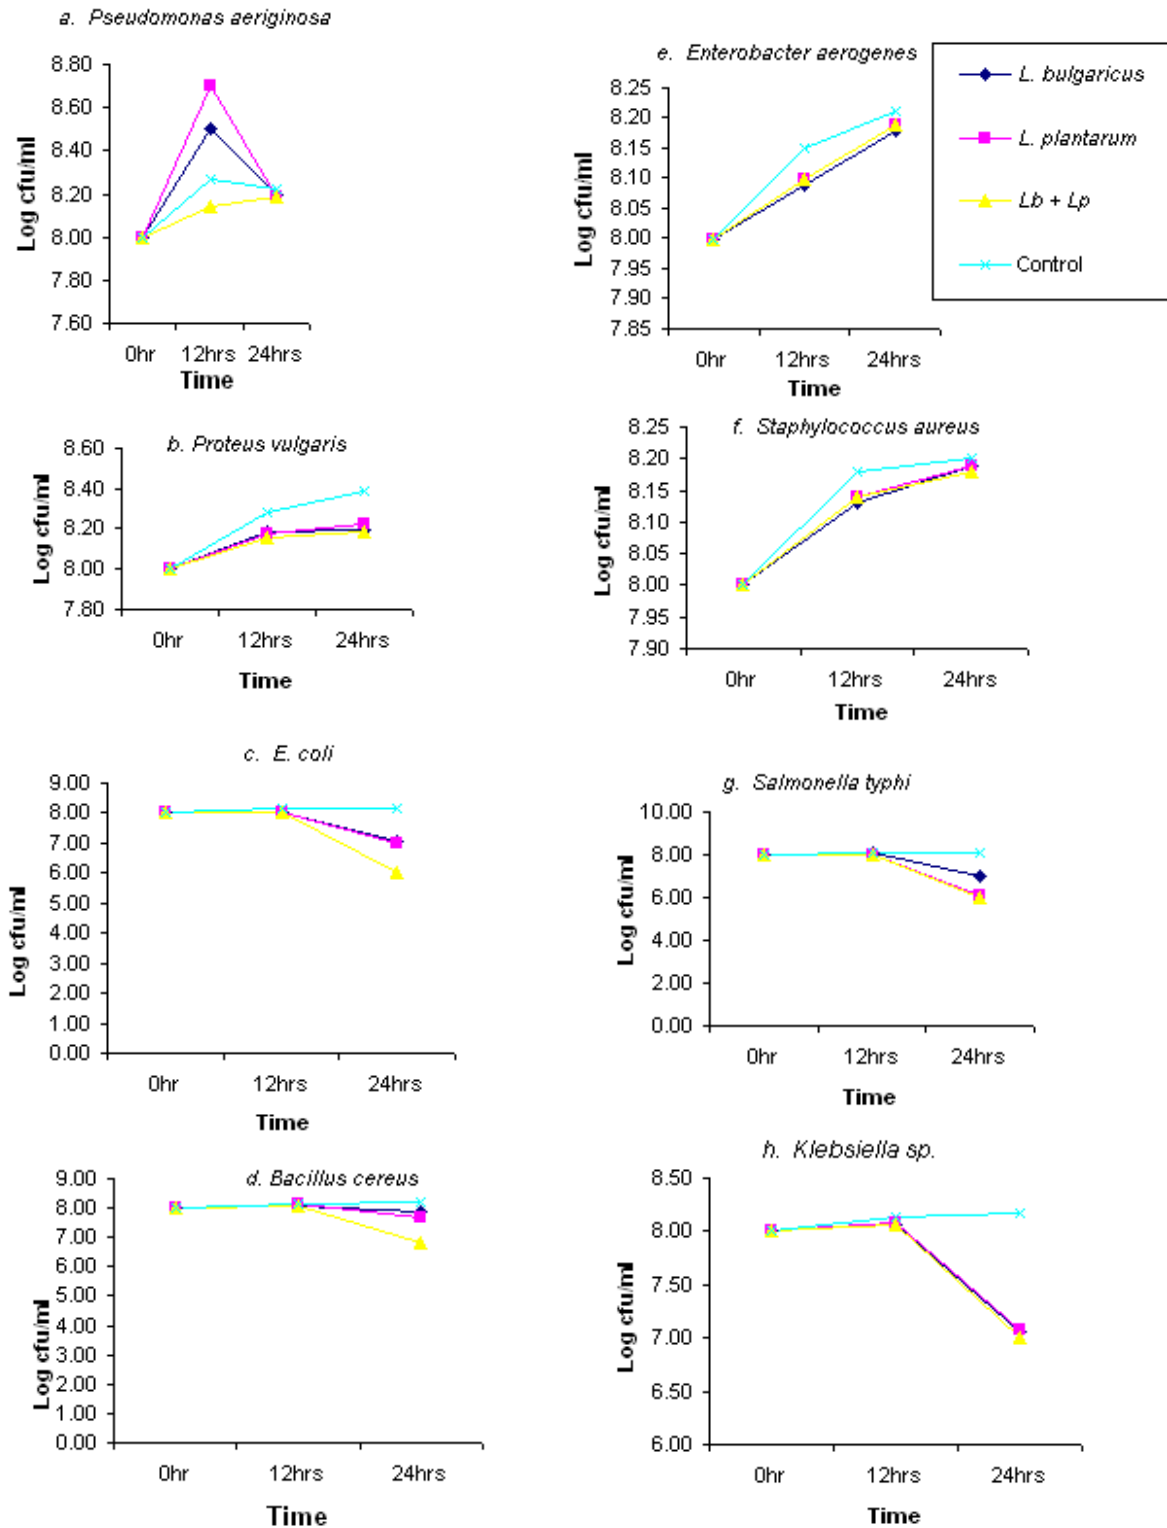 a. Pseudomonas aeriginosa
8.80
8.60
8.40
8.20
8.00
7.80
7.60
Log cfu/ml
0hr 12hrs 24hrs
Time
e. Enterobacter aerogenes
8.25
8.20
8.15
8.10
8.05
8.00
7.95
7.90
7.85
Log cfu/ml
0hr 12hrs 24hrs
Time
L. bulgaricus
L. plantarum
Lb + Lp
Control
b. Proteus vulgaris
8.60
8.40
8.20
8.00
7.80
Log cfu/ml
0hr 12hrs 24hrs
Time
f. Staphylococcus aureus
8.25
8.20
8.15
8.10
8.05
8.00
7.95
7.90
Log cfu/ml
0hr 12hrs 24hrs
Time
c. E. coli
9.00
8.00
7.00
6.00
5.00
4.00
3.00
2.00
1.00
0.00
Log cfu/ml
0hr 12hrs 24hrs
Time
g. Salmonella typhi
10.00
8.00
6.00
4.00
2.00
0.00
Log cfu/ml
0hr 12hrs 24hrs
Time
d. Bacillus cereus
9.00
8.00
7.00
6.00
5.00
4.00
3.00
2.00
1.00
0.00
Log cfu/ml
0hr 12hrs 24hrs
Time
h. Klebsiella sp.
8.50
8.00
7.50
7.00
6.50
6.00
Log cfu/ml
0hr 12hrs 24hrs
Time